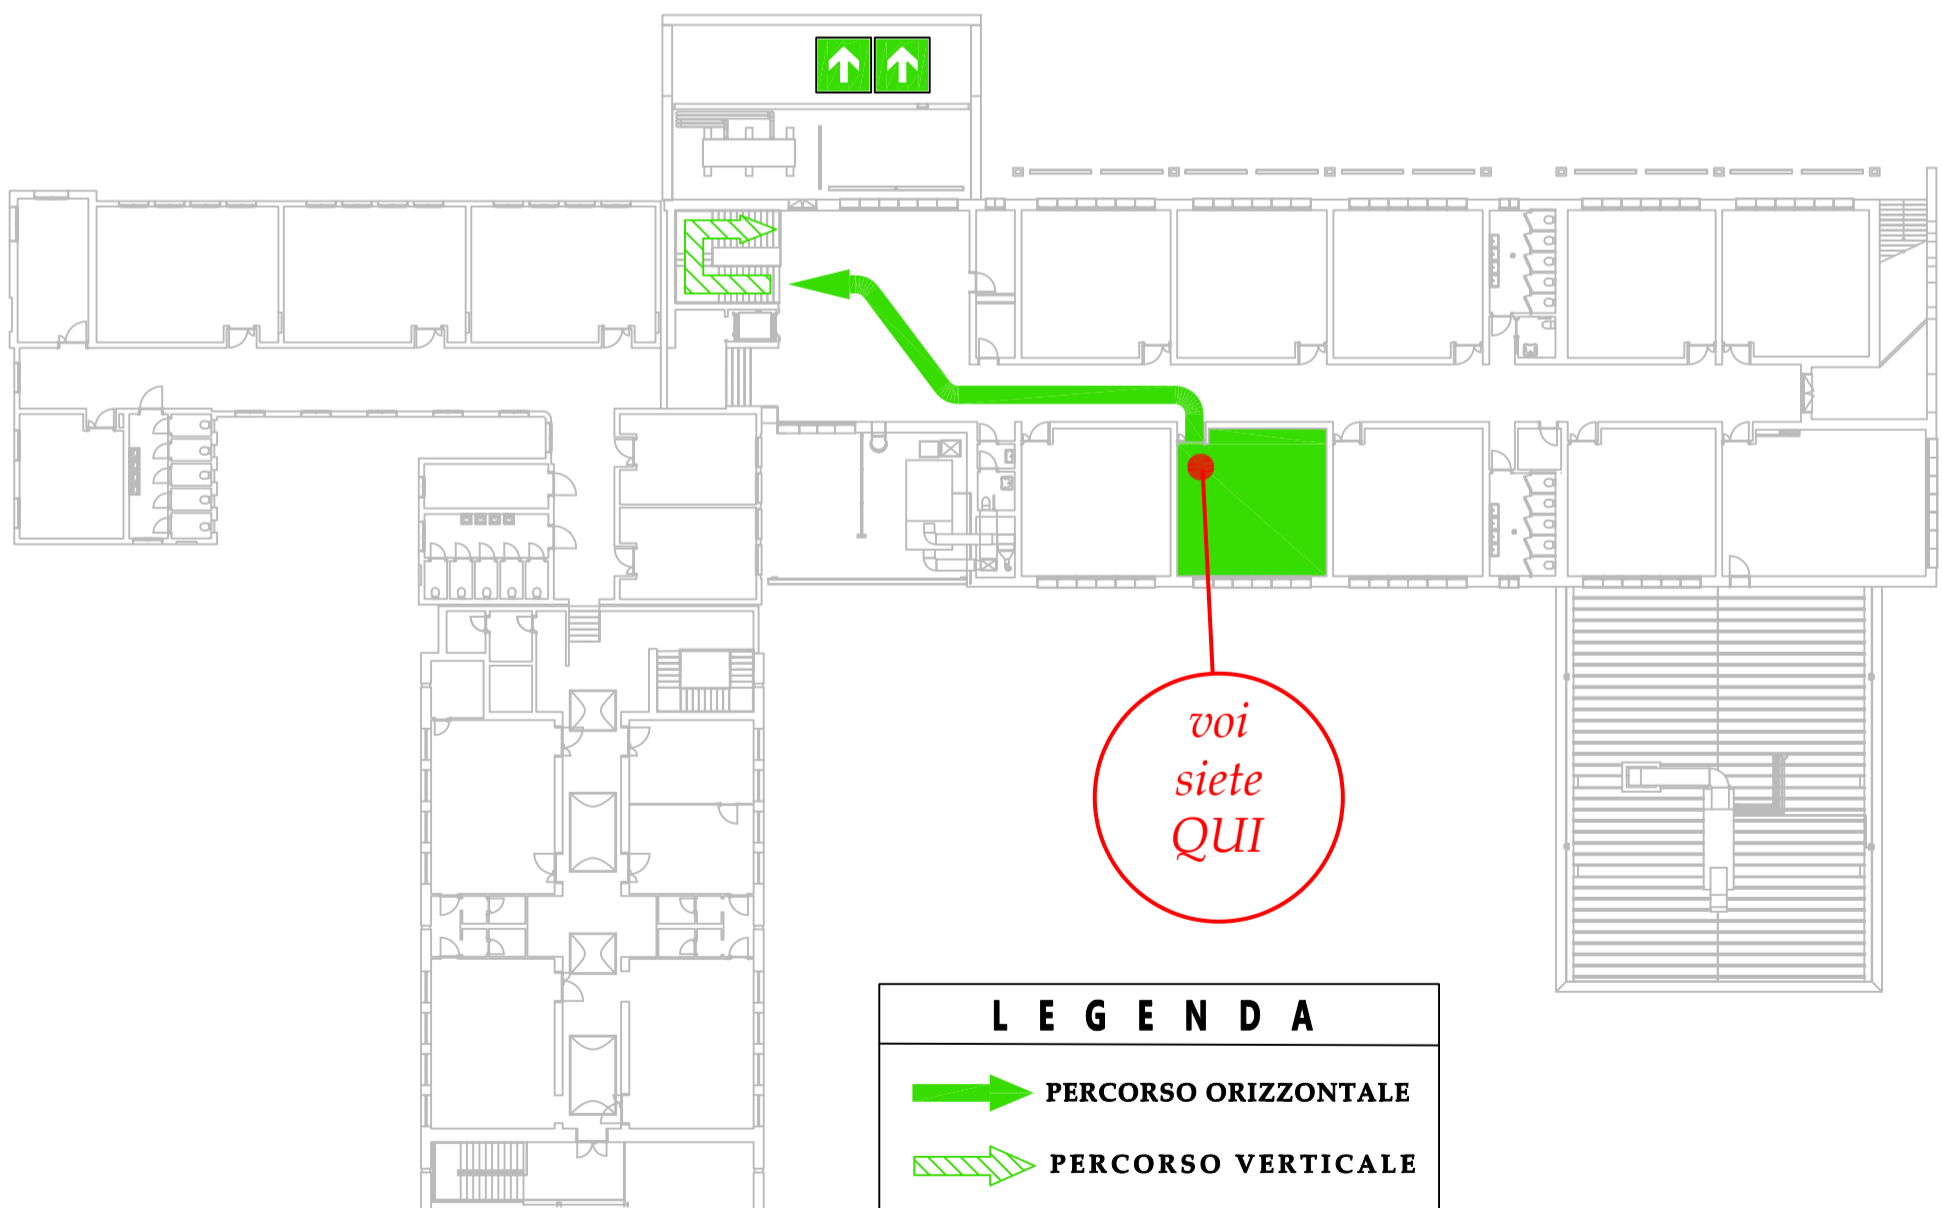 voi
siete
QUI
LEGENDA
PERCORSO ORIZZONTALE
PERCORSO VERTICALE